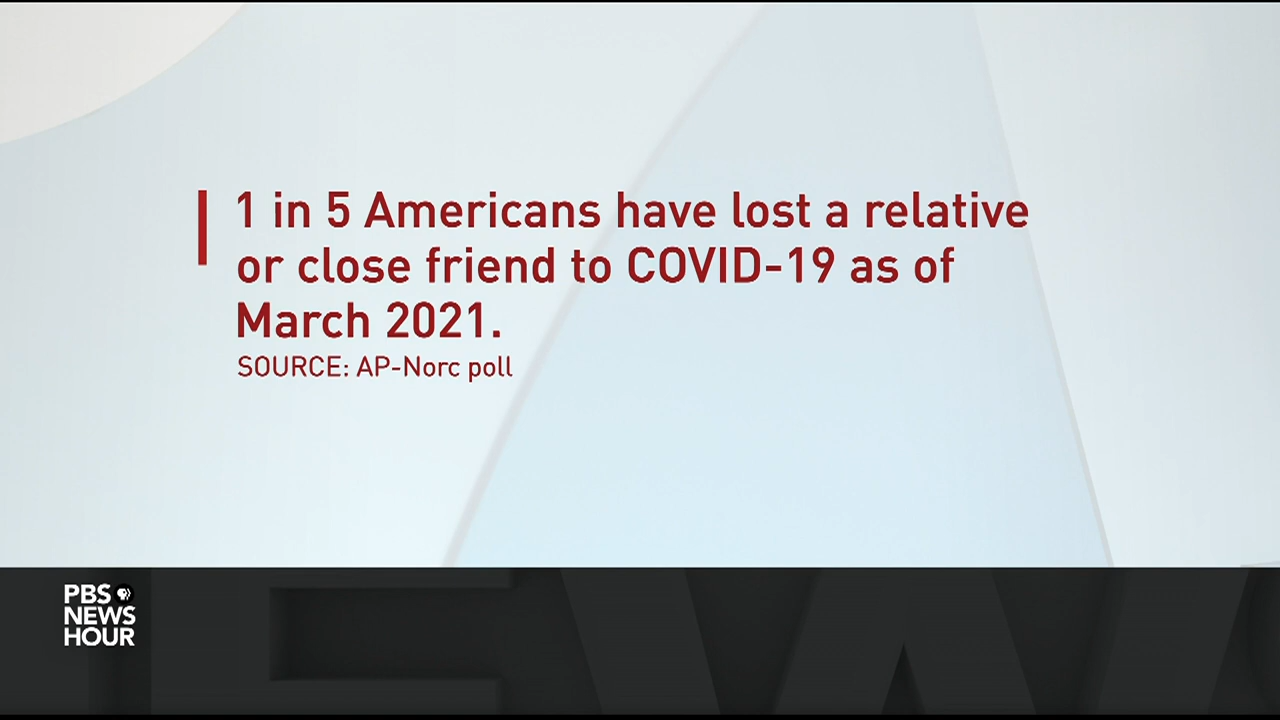 1 in 5 Americans have lost a relative
or close friend to COVID-19 as of
March 2021.
SOURCE: AP-Norc poll
PBS
NEWS
HOUR